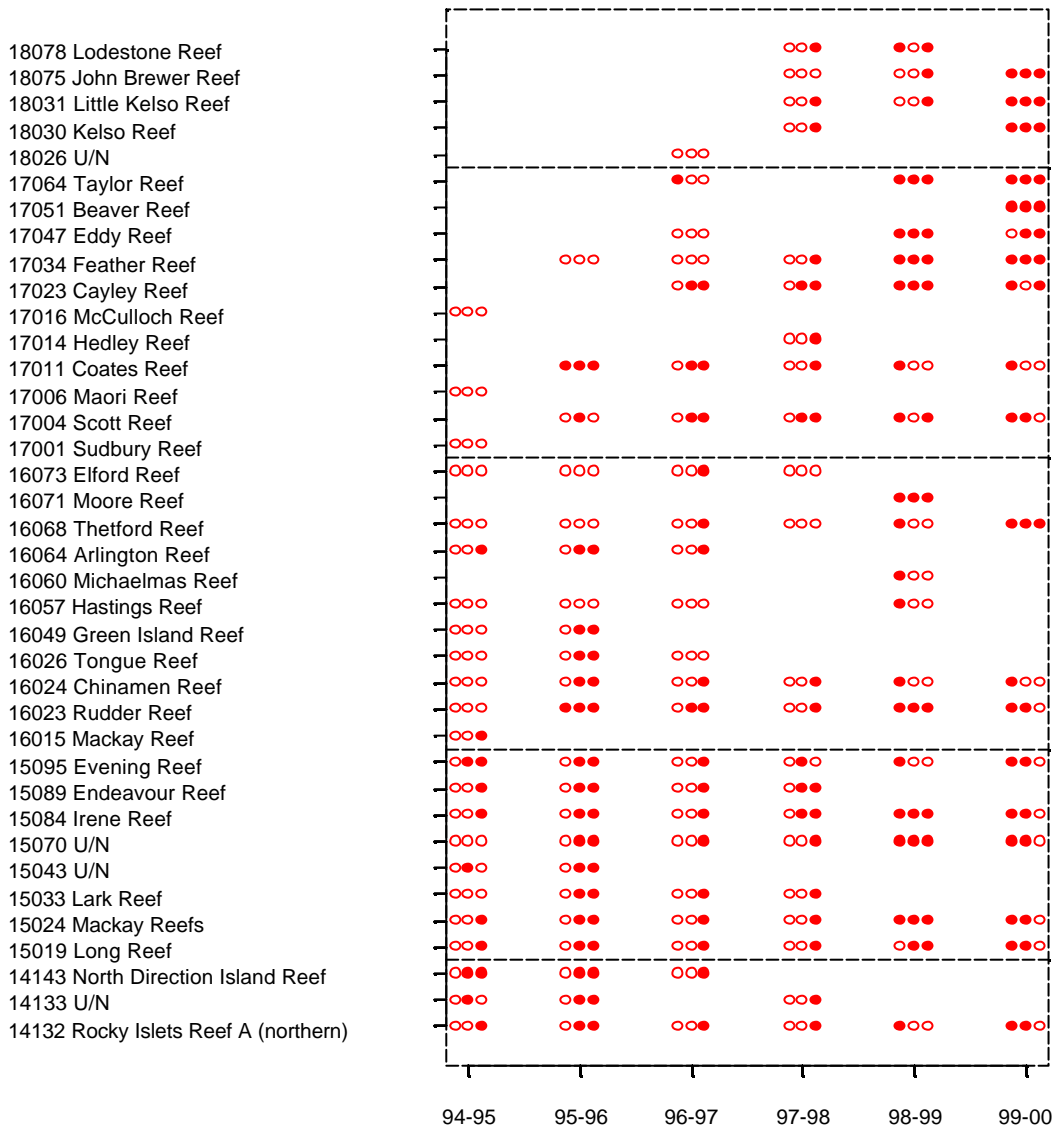 18078 Lodestone Reef
18075 John Brewer Reef
18031 Little Kelso Reef
18030 Kelso Reef
18026 U/N
17064 Taylor Reef
17051 Beaver Reef
17047 Eddy Reef
17034 Feather Reef
17023 Cayley Reef
17016 McCulloch Reef
17014 Hedley Reef
17011 Coates Reef
17006 Maori Reef
17004 Scott Reef
17001 Sudbury Reef
16073 Elford Reef
16071 Moore Reef
16068 Thetford Reef
16064 Arlington Reef
16060 Michaelmas Reef
16057 Hastings Reef
16049 Green Island Reef
16026 Tongue Reef
16024 Chinamen Reef
16023 Rudder Reef
16015 Mackay Reef
15095 Evening Reef
15089 Endeavour Reef
15084 Irene Reef
15070 U/N
15043 U/N
15033 Lark Reef
15024 Mackay Reefs
15019 Long Reef
14143 North Direction Island Reef
14133 U/N
14132 Rocky Islets Reef A (northern)
94-95 95-96 96-97 97-98 98-99 99-00